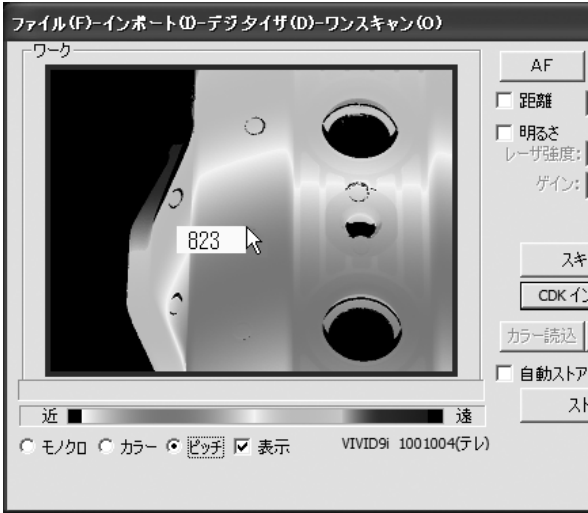 ファイル(F)-インポート(I)-デジタイザ(D)-ワンスキャン(O)
ワーク
AF
距離
明るさ
レーザ強度:
ゲイン:
823
スキ
CDK イン
カラー読込
自動ストア
スト
近
遠
モノクロ
カラー
ピッチ
表示
VIVID9i 1001004(テレ)